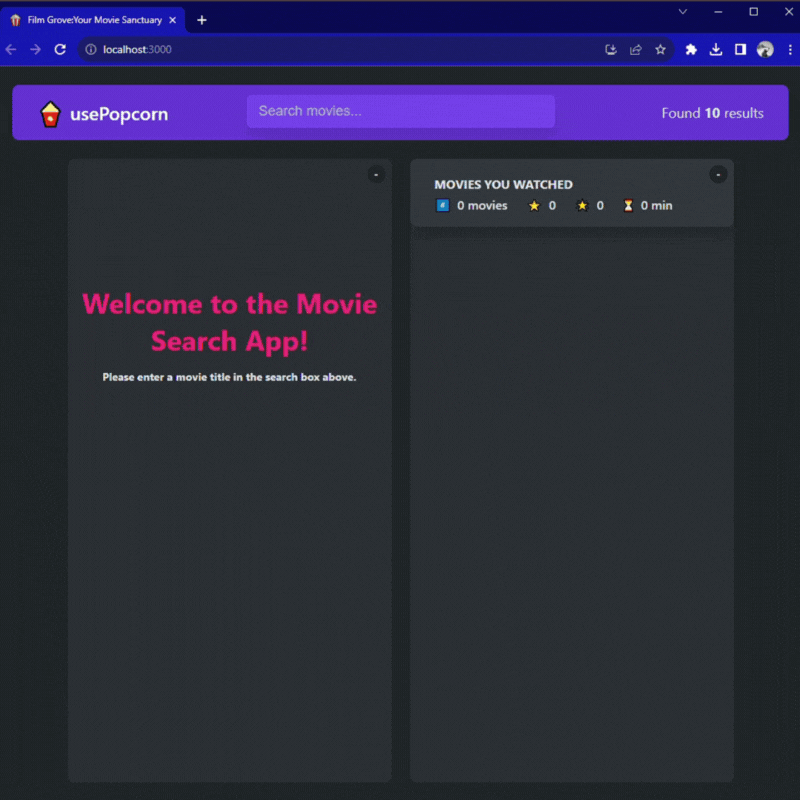 Film Grove:Your Movie Sanctuary
localhost:3000
usePopcorn
Search movies...
Found 10 results
-
-
MOVIES YOU WATCHED
0 movies 0 0 0 min
Welcome to the Movie
Search App!
Please enter a movie title in the search box above.